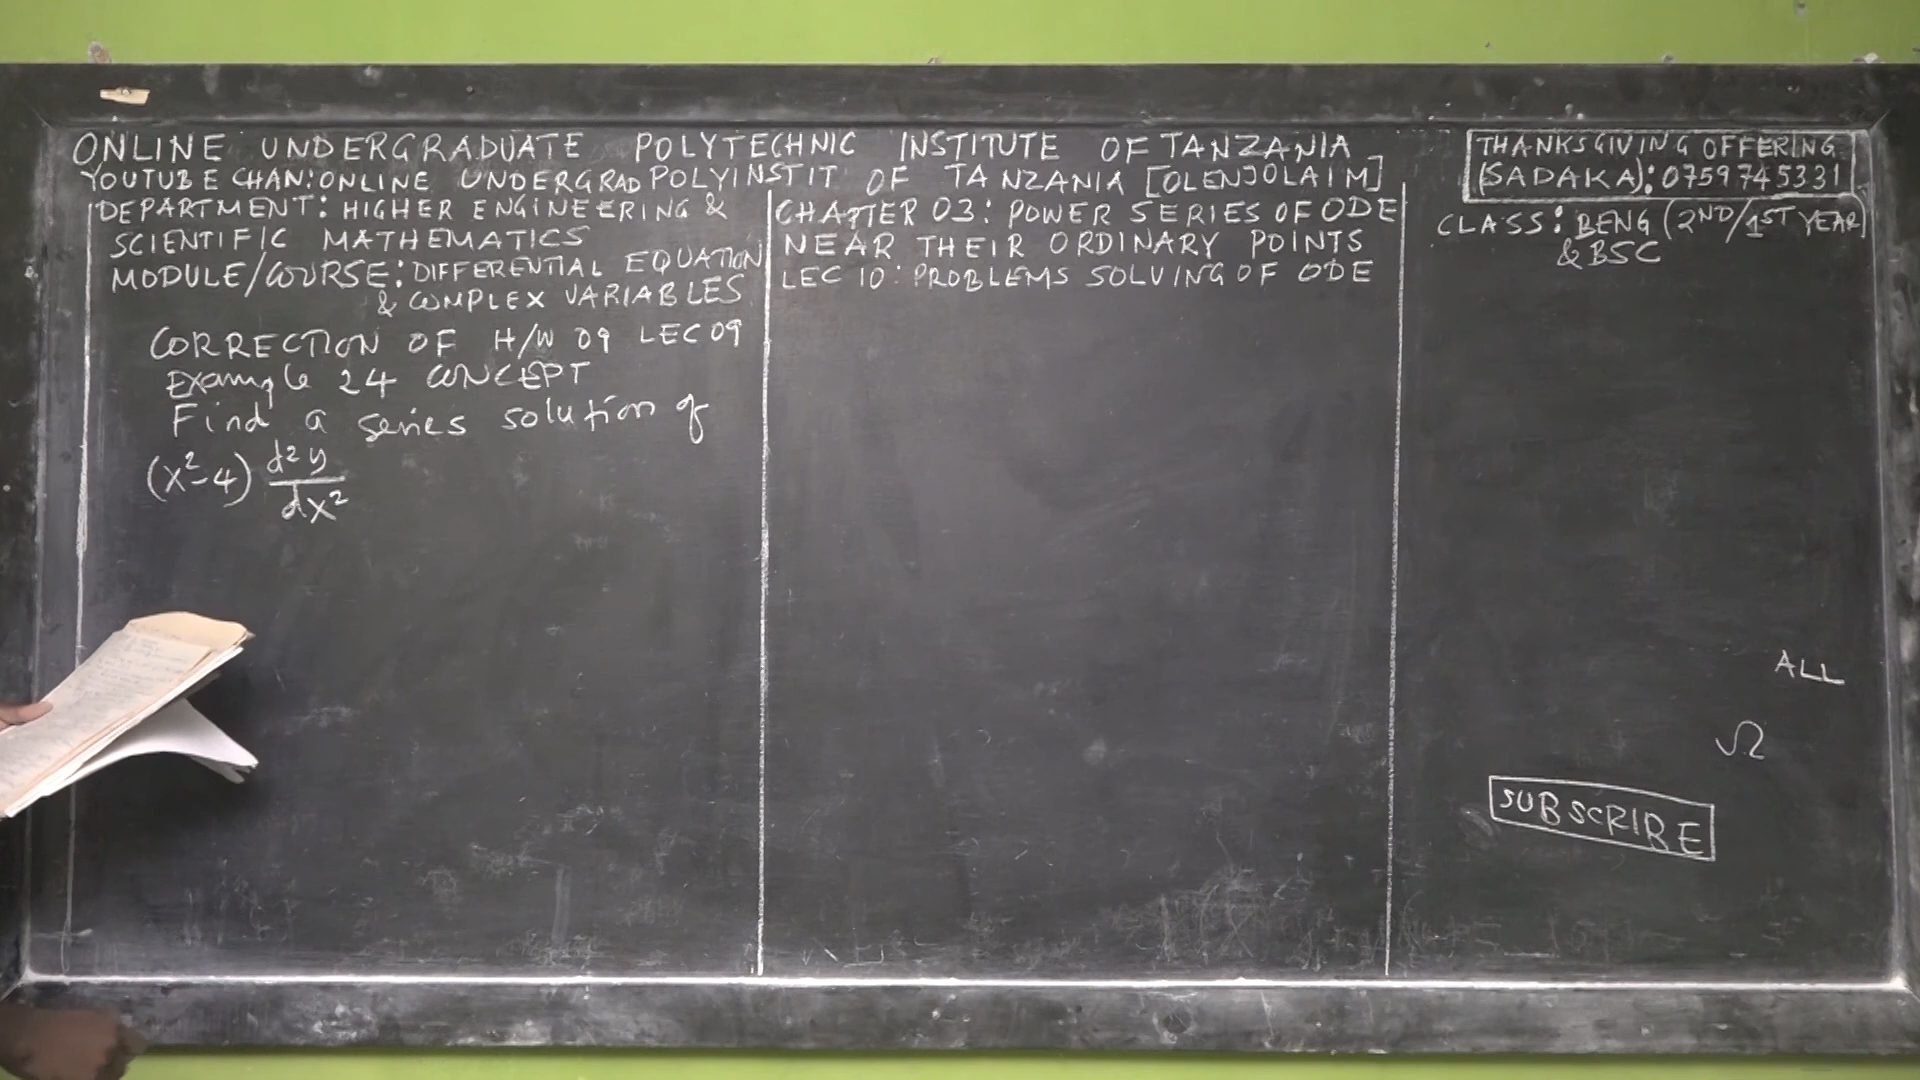 ONLINE UNDERGRADUATE POLYTECHNIC INSTITUTE OF TANZANIA
YOUTUBE CHAN: ONLINE UNDERGRAD POLYINSTIT OF TANZANIA [OLENJOLAIM]
THANKSGIVING OFFERING
(SADAKA): 0759745331
DEPARTMENT: HIGHER ENGINEERING &
SCIENTIFIC MATHEMATICS
MODULE/COURSE: DIFFERENTIAL EQUATION
& COMPLEX VARIABLES
CORRECTION OF H/W 09 LEC 09
Example 24 CONCEPT
Find a series solution of
(x²-4) d²y/dx²
CHAPTER 03: POWER SERIES OF ODE
NEAR THEIR ORDINARY POINTS
LEC 10: PROBLEMS SOLVING OF ODE
CLASS: BENG (2ND/1ST YEAR)
& BSC
ALL
Ω
SUBSCRIBE